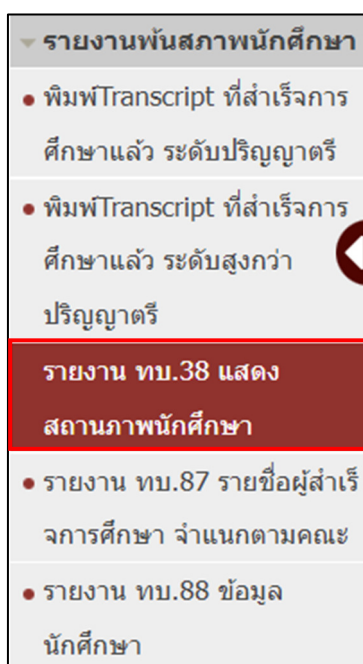 รายงานพ้นสภาพนักศึกษา
พิมพ์Transcript ที่สำเร็จการ
ศึกษาแล้ว ระดับปริญญาตรี
พิมพ์Transcript ที่สำเร็จการ
ศึกษาแล้ว ระดับสูงกว่า
ปริญญาตรี
รายงาน ทบ.38 แสดง
สถานภาพนักศึกษา
รายงาน ทบ.87 รายชื่อผู้สำเร็
จการศึกษา จำแนกตามคณะ
รายงาน ทบ.88 ข้อมูล
นักศึกษา